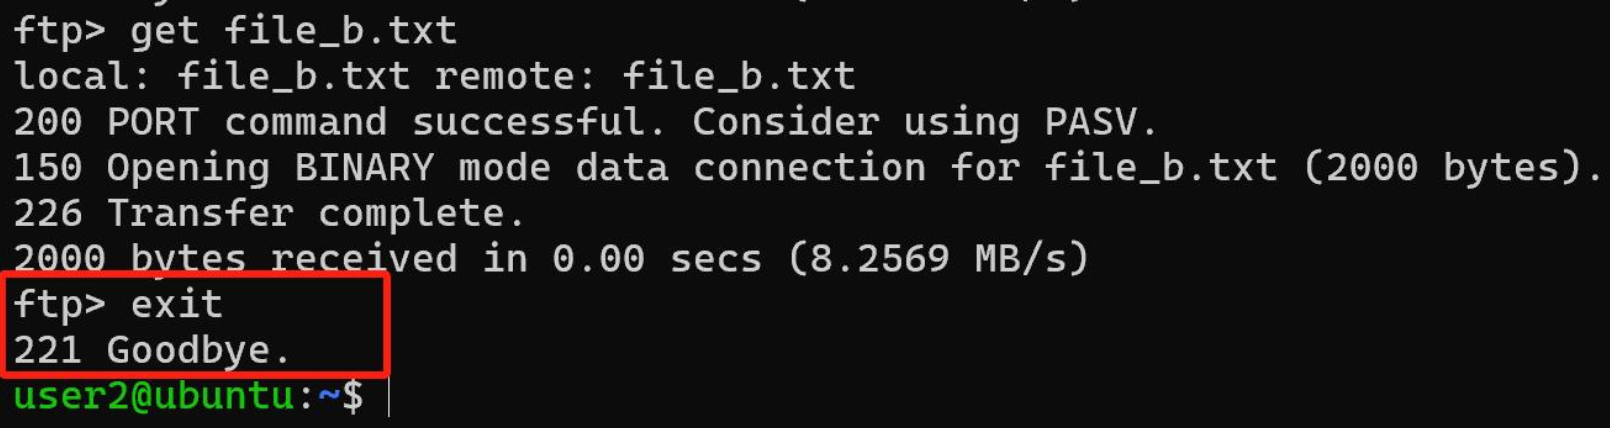 ftp> get file_b.txt
local: file_b.txt remote: file_b.txt
200 PORT command successful. Consider using PASV.
150 Opening BINARY mode data connection for file_b.txt (2000 bytes).
226 Transfer complete.
2000 bytes received in 0.00 secs (8.2569 MB/s)
ftp> exit
221 Goodbye.
user2@ubuntu:~$